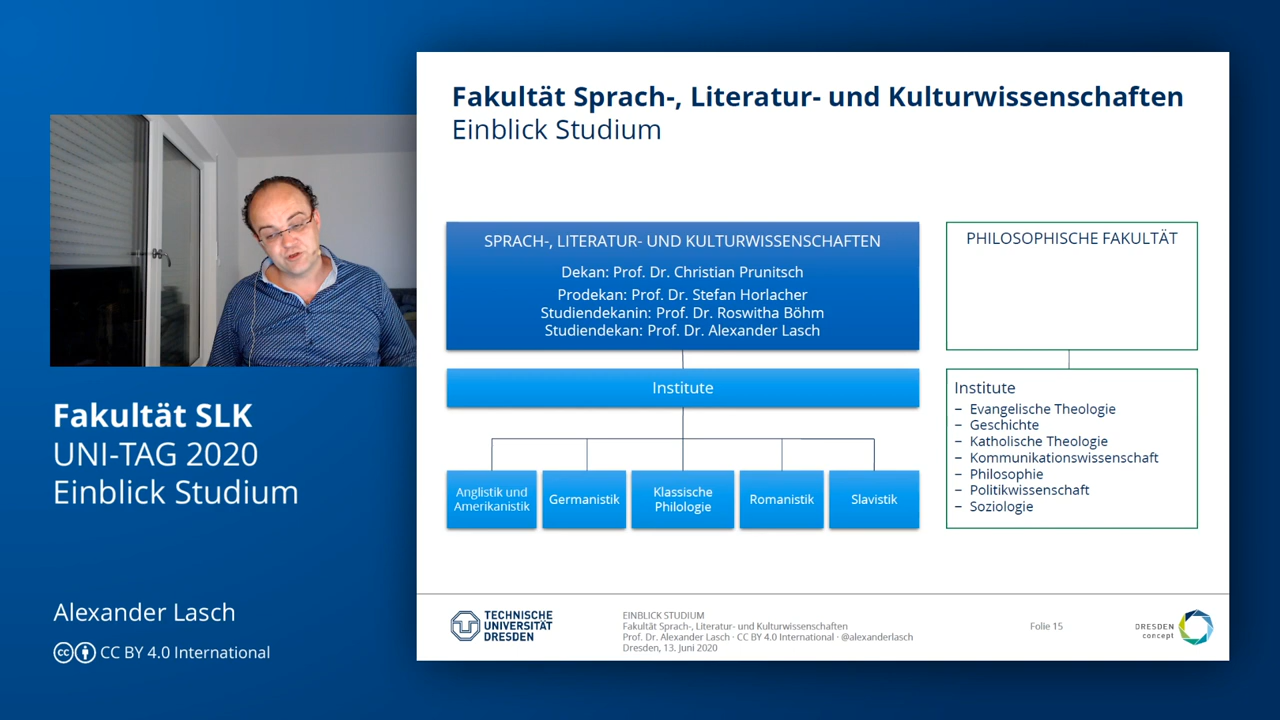 Fakultät Sprach-, Literatur- und Kulturwissenschaften
Einblick Studium
SPRACH-, LITERATUR- UND KULTURWISSENSCHAFTEN
Dekan: Prof. Dr. Christian Prunitsch
Prodekan: Prof. Dr. Stefan Horlacher
Studiendekanin: Prof. Dr. Roswitha Böhm
Studiendekan: Prof. Dr. Alexander Lasch
PHILOSOPHISCHE FAKULTÄT
Institute
Anglistik und
Amerikanistik
Germanistik
Klassische
Philologie
Romanistik
Slavistik
Institute
– Evangelische Theologie
– Geschichte
– Katholische Theologie
– Kommunikationswissenschaft
– Philosophie
– Politikwissenschaft
– Soziologie
Fakultät SLK
UNI-TAG 2020
Einblick Studium
Alexander Lasch
CC BY 4.0 International
TECHNISCHE
UNIVERSITÄT
DRESDEN
EINBLICK STUDIUM
Fakultät Sprach-, Literatur- und Kulturwissenschaften
Prof. Dr. Alexander Lasch · CC BY 4.0 International · @alexanderlasch
Dresden, 13. Juni 2020
Folie 15
DRESDEN
concept